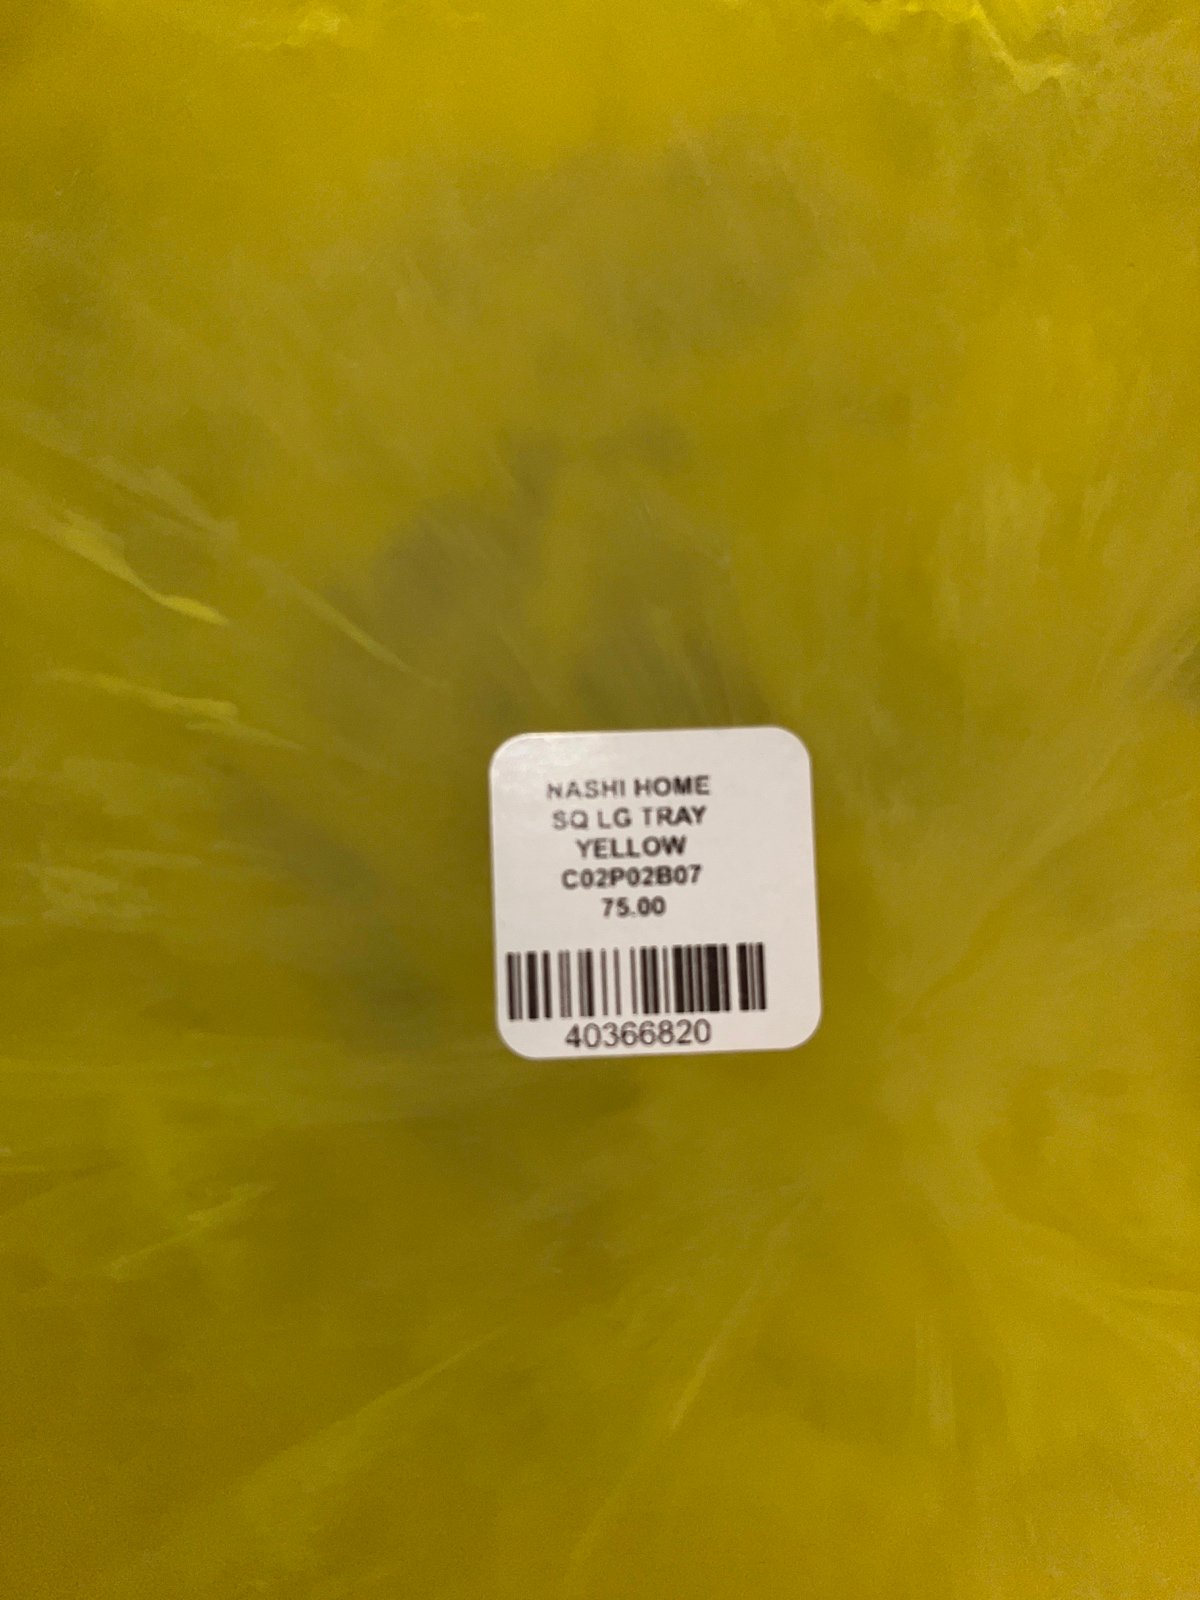 NASHI HOME
SQ LG TRAY
YELLOW
C02P02B07
75.00
40366820